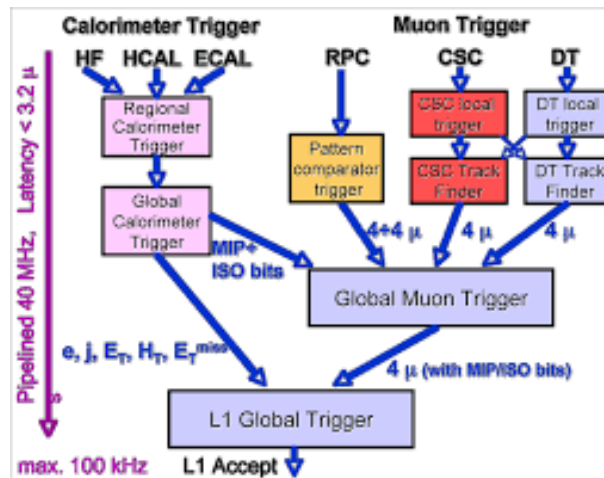 Calorimeter Trigger
Muon Trigger
HF HCAL ECAL
RPC CSC DT
Regional
Calorimeter
Trigger
CSC local
trigger
DT local
trigger
Pattern
comparator
trigger
CSC Track
Finder
DT Track
Finder
Global
Calorimeter
Trigger
MIP+
ISO bits
4+4 μ
4 μ
4 μ
Global Muon Trigger
e, j, E_T, H_T, E_T^miss
4 μ (with MIP/ISO bits)
L1 Global Trigger
L1 Accept
max. 100 kHz
Pipelined 40 MHz, Latency < 3.2 μ
s